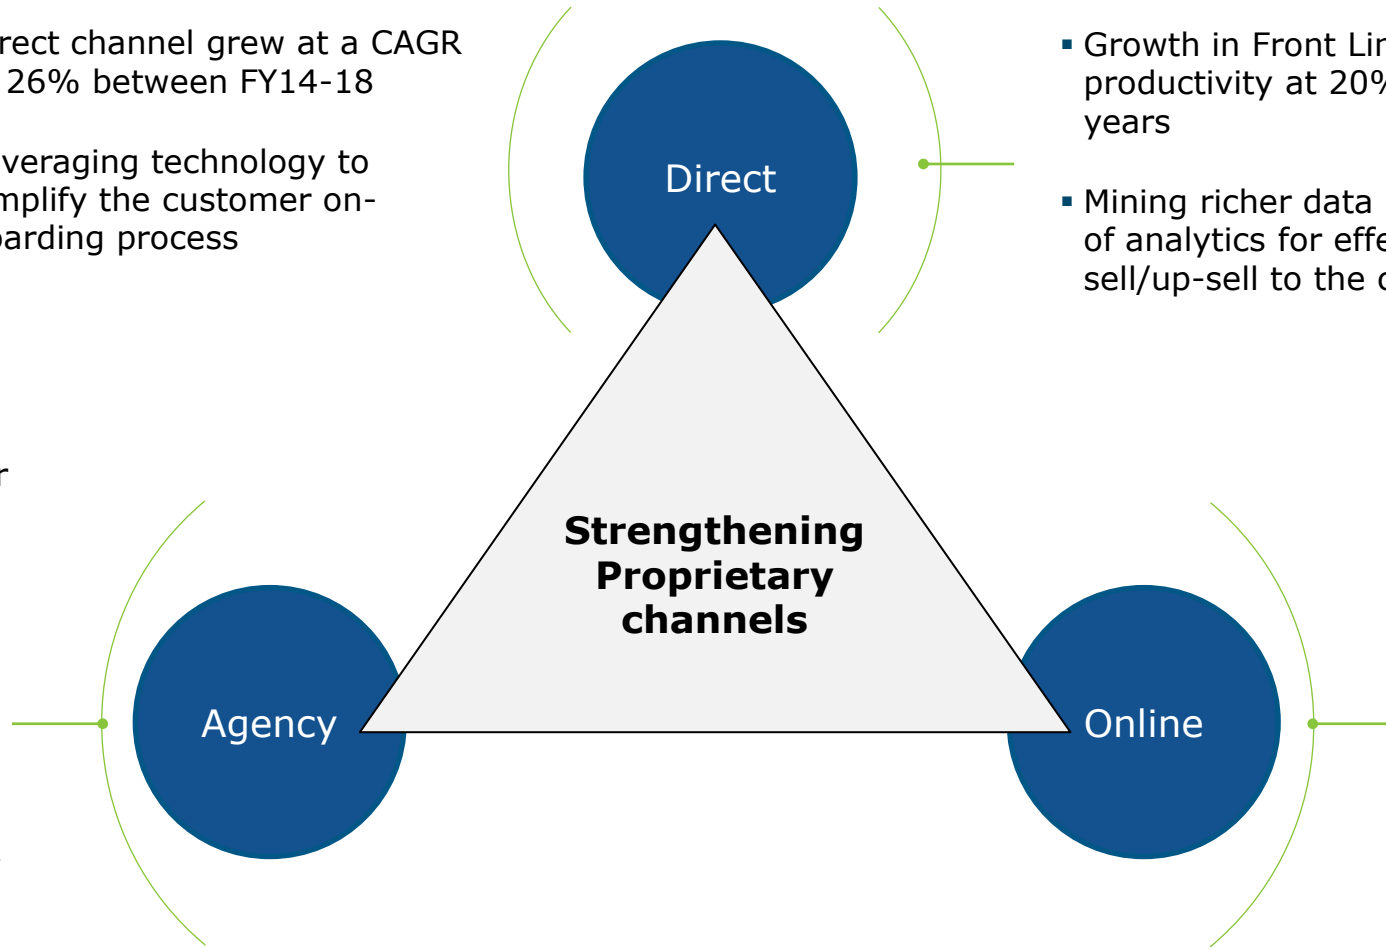 rect channel grew at a CAGR
26% between FY14-18
veraging technology to
mplify the customer on-
oarding process
Direct
▪ Growth in Front Lin
productivity at 20%
years
▪ Mining richer data
of analytics for effe
sell/up-sell to the
r
Strengthening
Proprietary
channels
Agency
Online